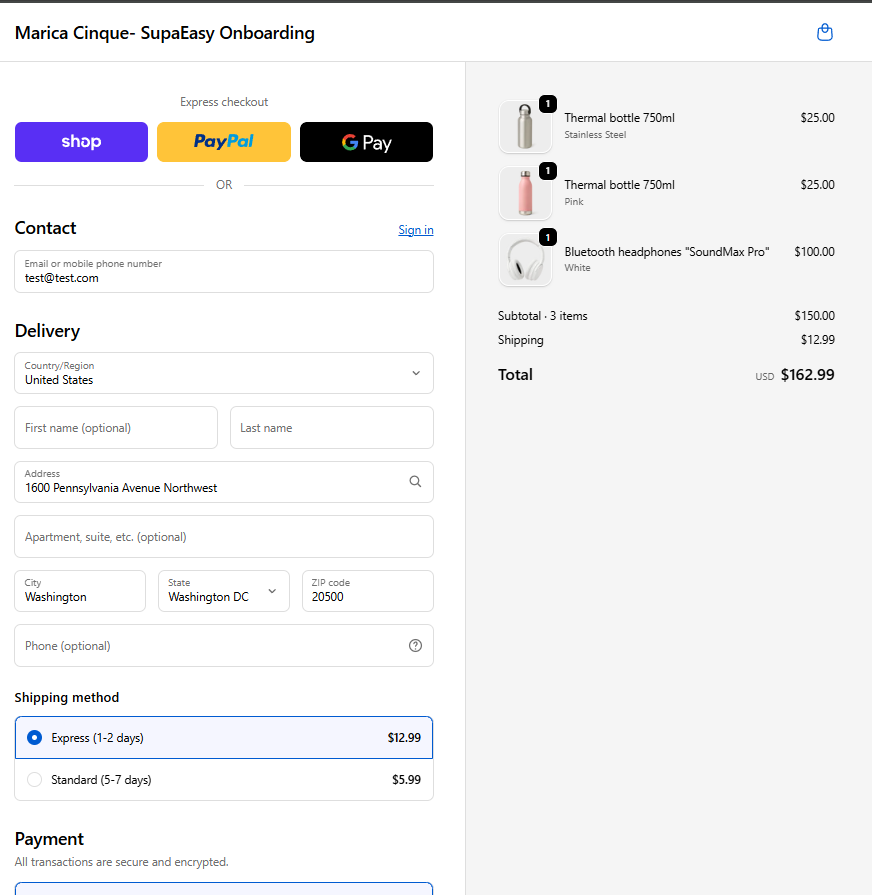 Marica Cinque- SupaEasy Onboarding
Express checkout
shop
PayPal
G Pay
OR
Contact
Sign in
Email or mobile phone number
test@test.com
Delivery
Country/Region
United States
First name (optional)
Last name
Address
1600 Pennsylvania Avenue Northwest
Apartment, suite, etc. (optional)
City
Washington
State
Washington DC
ZIP code
20500
Phone (optional)
Shipping method
Express (1-2 days) $12.99
Standard (5-7 days) $5.99
Payment
All transactions are secure and encrypted.
1
Thermal bottle 750ml $25.00
Stainless Steel
1
Thermal bottle 750ml $25.00
Pink
1
Bluetooth headphones "SoundMax Pro" $100.00
White
Subtotal · 3 items $150.00
Shipping $12.99
Total USD $162.99